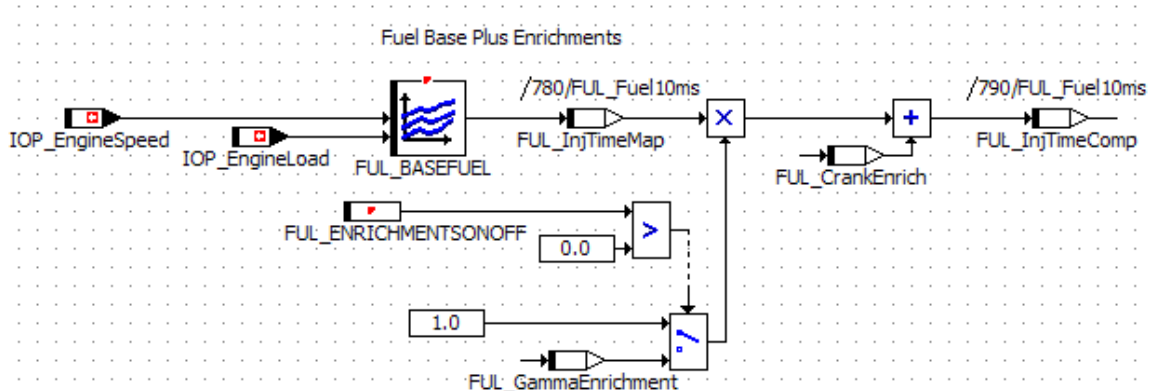 Fuel Base Plus Enrichments
/780/FUL_Fuel10ms
/790/FUL_Fuel10ms
IOP_EngineSpeed
IOP_EngineLoad
FUL_BASEFUEL
FUL_InjTimeMap
×
+
FUL_InjTimeComp
FUL_CrankEnrich
FUL_ENRICHMENTSONOFF
>
0.0
1.0
FUL_GammaEnrichment